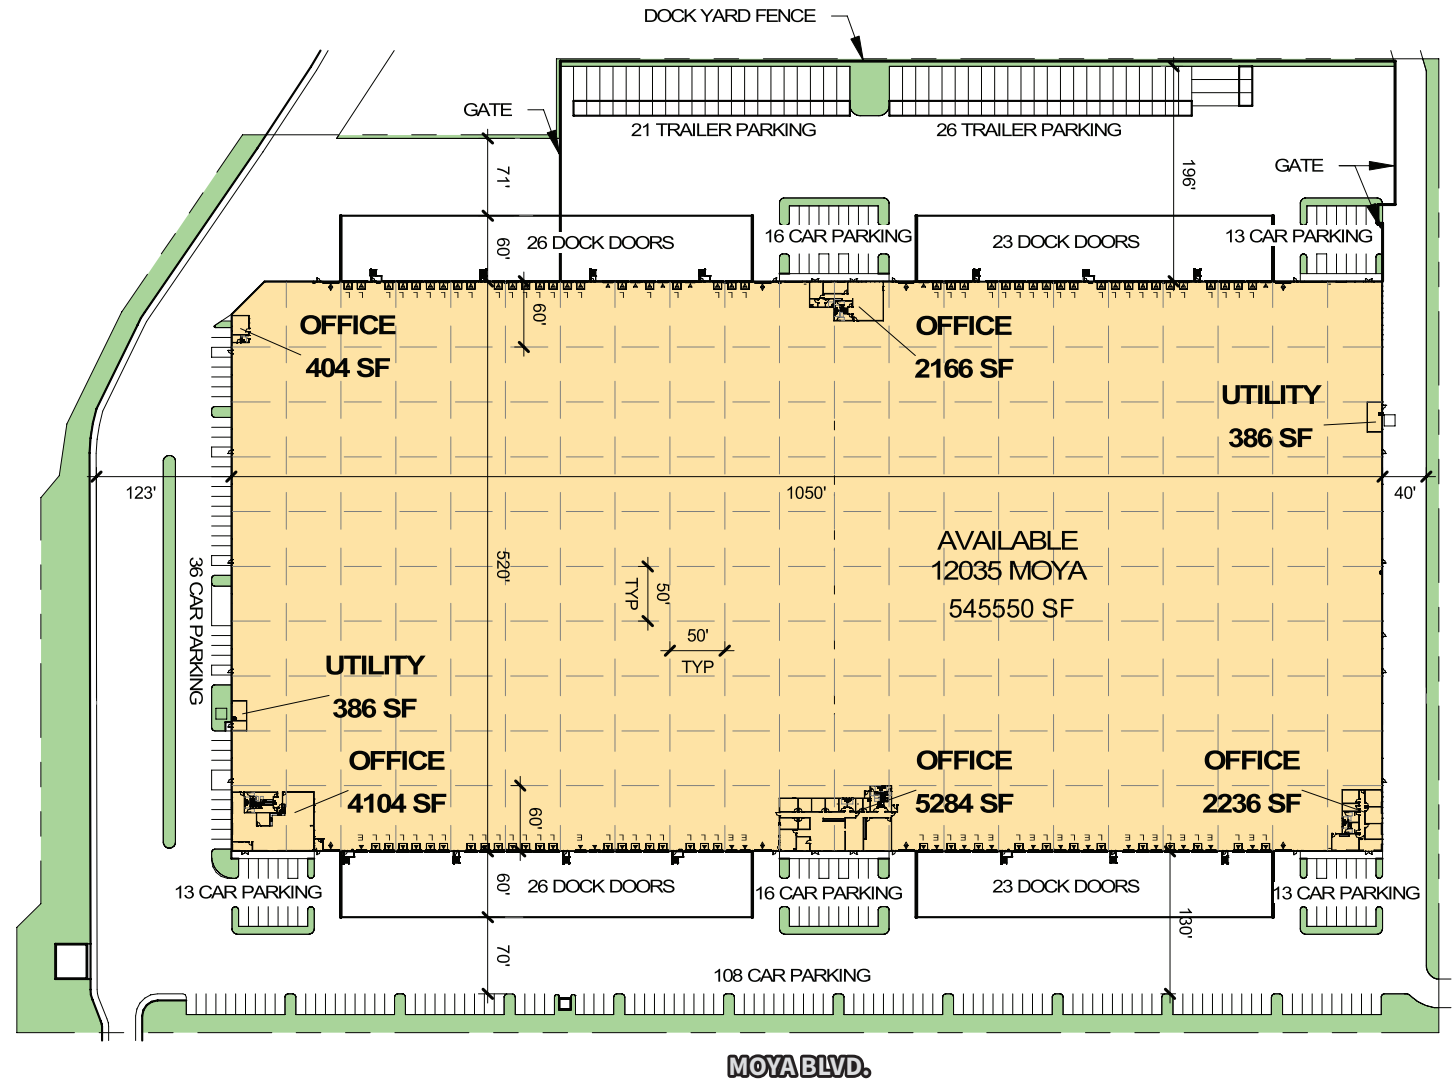 DOCK YARD FENCE
GATE
21 TRAILER PARKING
26 TRAILER PARKING
GATE
71'
196'
60'
26 DOCK DOORS
16 CAR PARKING
23 DOCK DOORS
13 CAR PARKING
60'
OFFICE
404 SF
OFFICE
2166 SF
UTILITY
386 SF
123'
1050'
40'
36 CAR PARKING
520'
AVAILABLE
12035 MOYA
545550 SF
50'
TYP
50'
TYP
UTILITY
386 SF
OFFICE
4104 SF
OFFICE
5284 SF
OFFICE
2236 SF
60'
13 CAR PARKING
60'
26 DOCK DOORS
16 CAR PARKING
23 DOCK DOORS
13 CAR PARKING
130'
70'
108 CAR PARKING
MOYA BLVD.